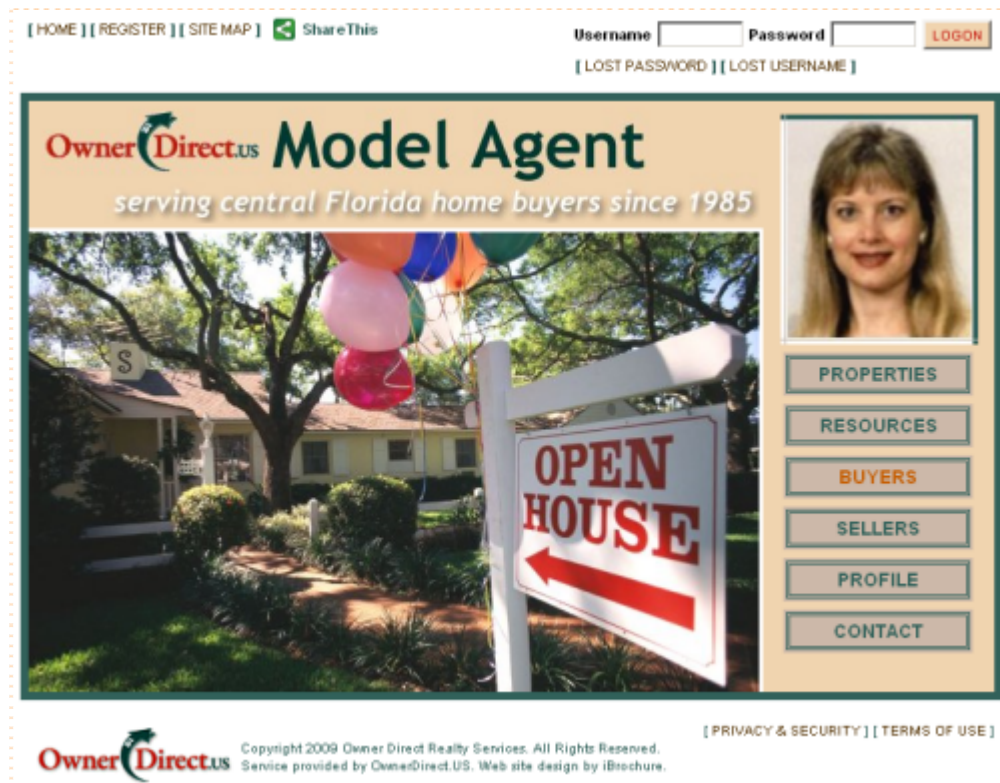 [ HOME ] [ REGISTER ] [ SITE MAP ] ShareThis
Username Password LOGON
[ LOST PASSWORD ] [ LOST USERNAME ]
OwnerDirect.US Model Agent
serving central Florida home buyers since 1985
S
OPEN
HOUSE
PROPERTIES
RESOURCES
BUYERS
SELLERS
PROFILE
CONTACT
[ PRIVACY & SECURITY ] [ TERMS OF USE ]
OwnerDirect.US Copyright 2009 Owner Direct Realty Services. All Rights Reserved.
Service provided by OwnerDirect.US. Web site design by iBrochure.